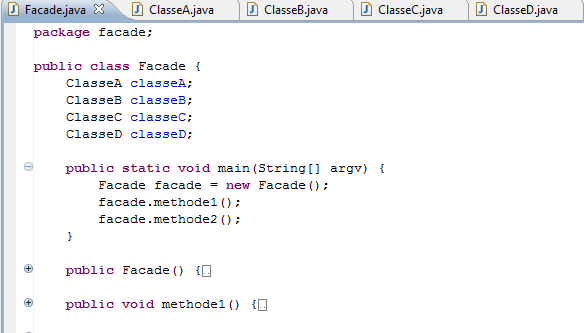 Facade.java ClasseA.java ClasseB.java ClasseC.java ClasseD.java
package facade;
public class Facade {
ClasseA classeA;
ClasseB classeB;
ClasseC classeC;
ClasseD classeD;
public static void main(String[] argv) {
Facade facade = new Facade();
facade.methode1();
facade.methode2();
}
public Facade() {
public void methode1() {